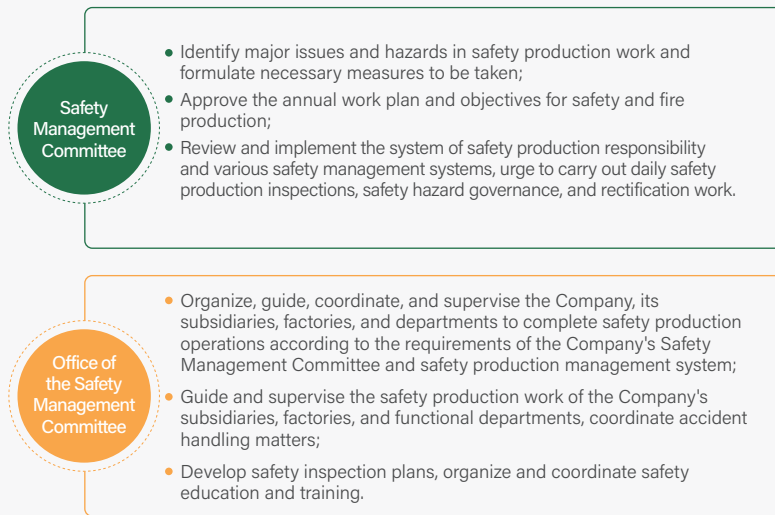 Safety
Management
Committee
Identify major issues and hazards in safety production work and
formulate necessary measures to be taken;
Approve the annual work plan and objectives for safety and fire
production;
Review and implement the system of safety production responsibility
and various safety management systems, urge to carry out daily safety
production inspections, safety hazard governance, and rectification work.
Office of
the Safety
Management
Committee
Organize, guide, coordinate, and supervise the Company, its
subsidiaries, factories, and departments to complete safety production
operations according to the requirements of the Company's Safety
Management Committee and safety production management system;
Guide and supervise the safety production work of the Company's
subsidiaries, factories, and functional departments, coordinate accident
handling matters;
Develop safety inspection plans, organize and coordinate safety
education and training.